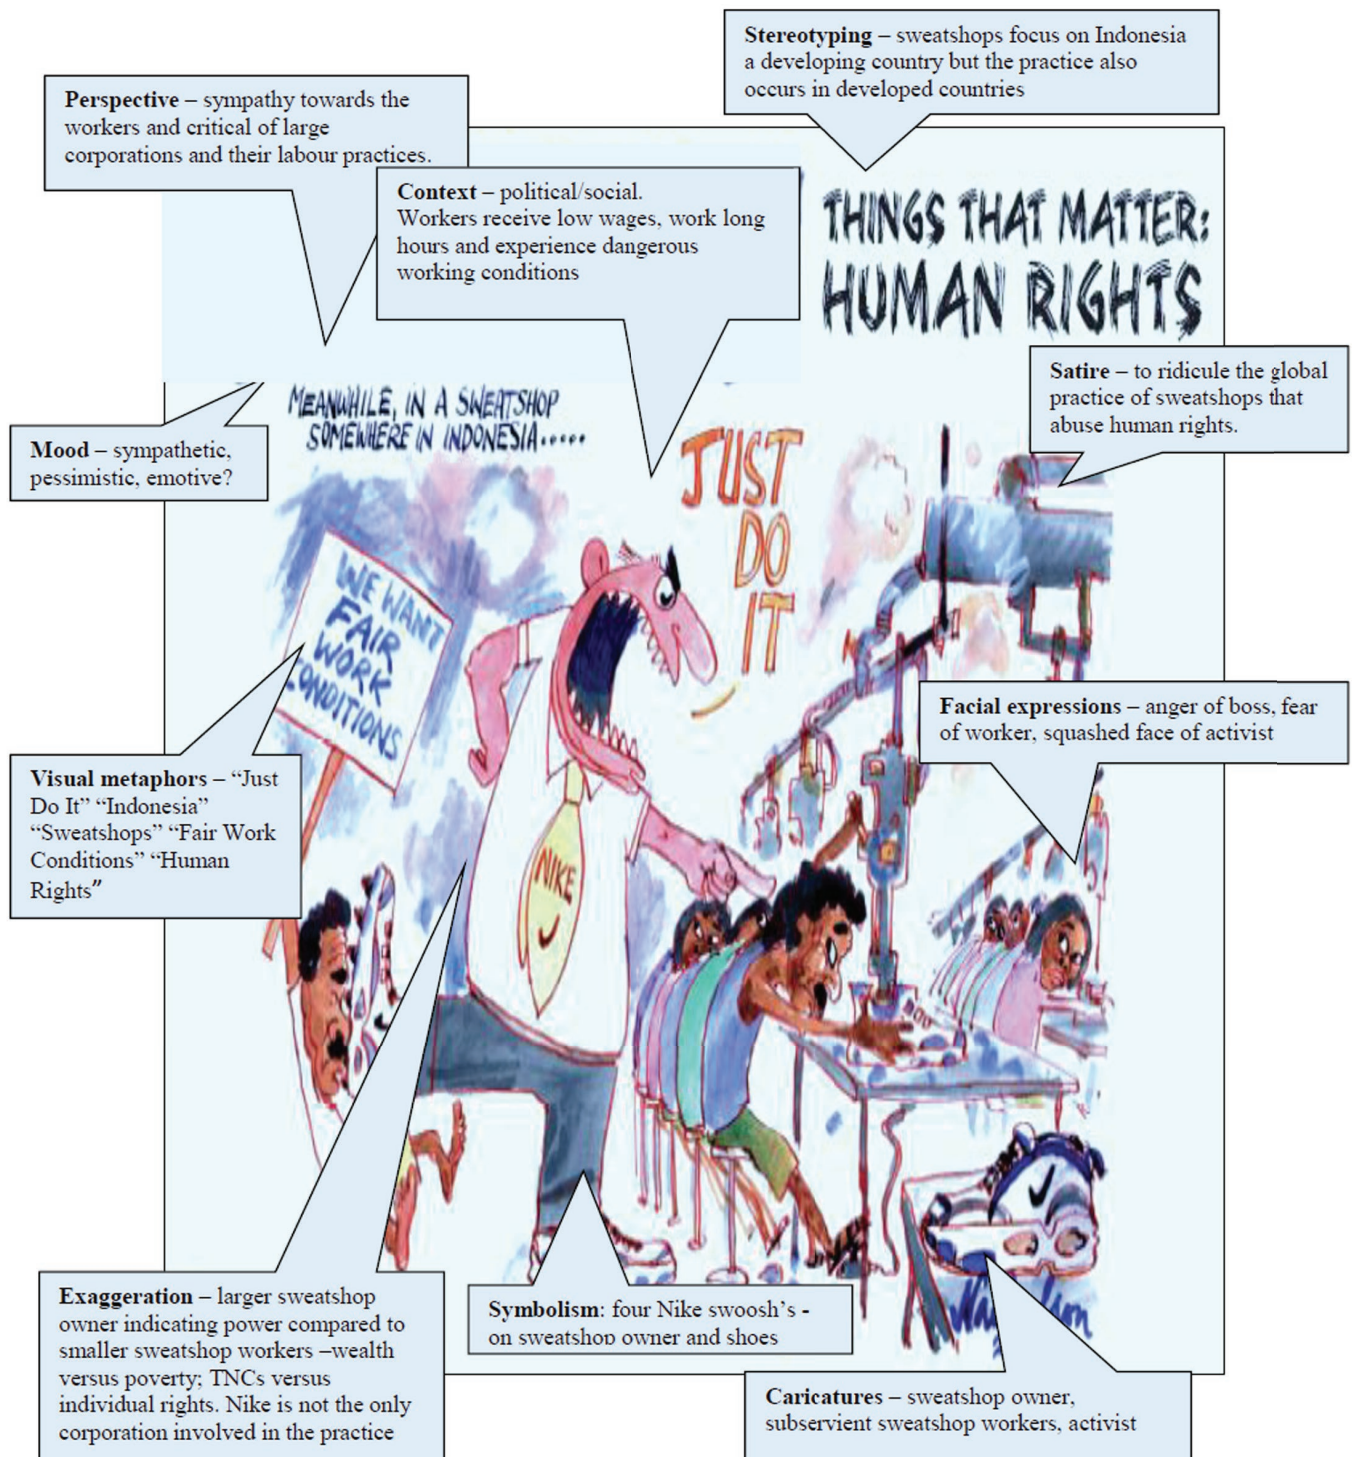 Stereotyping – sweatshops focus on Indonesia
a developing country but the practice also
occurs in developed countries
Perspective – sympathy towards the
workers and critical of large
corporations and their labour practices.
Context – political/social.
Workers receive low wages, work long
hours and experience dangerous
working conditions
THINGS THAT MATTER:
HUMAN RIGHTS
Satire – to ridicule the global
practice of sweatshops that
abuse human rights.
MEANWHILE, IN A SWEATSHOP
SOMEWHERE IN INDONESIA.....
Mood – sympathetic,
pessimistic, emotive?
JUST
DO
IT
WE WANT
FAIR
WORK
CONDITIONS
Facial expressions – anger of boss, fear
of worker, squashed face of activist
Visual metaphors – “Just
Do It” “Indonesia”
“Sweatshops” “Fair Work
Conditions” “Human
Rights”
NIKE
Exaggeration – larger sweatshop
owner indicating power compared to
smaller sweatshop workers –wealth
versus poverty; TNCs versus
individual rights. Nike is not the only
corporation involved in the practice
Symbolism: four Nike swoosh’s -
on sweatshop owner and shoes
Caricatures – sweatshop owner,
subservient sweatshop workers, activist